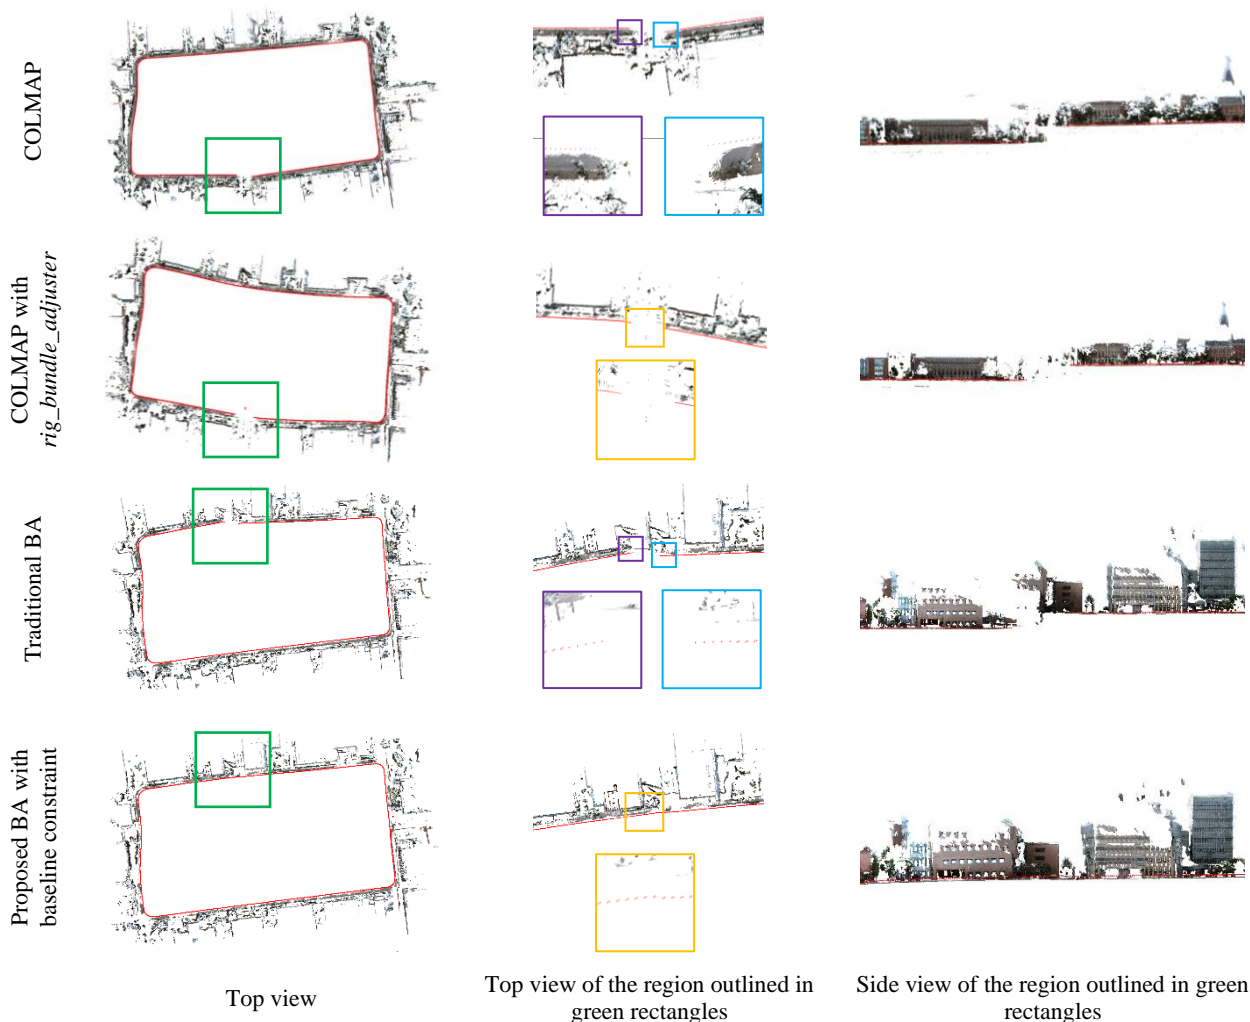 COLMAP
COLMAP with
rig_bundle_adjuster
Traditional BA
Proposed BA with
baseline constraint
Top view
Top view of the region outlined in
green rectangles
Side view of the region outlined in green
rectangles